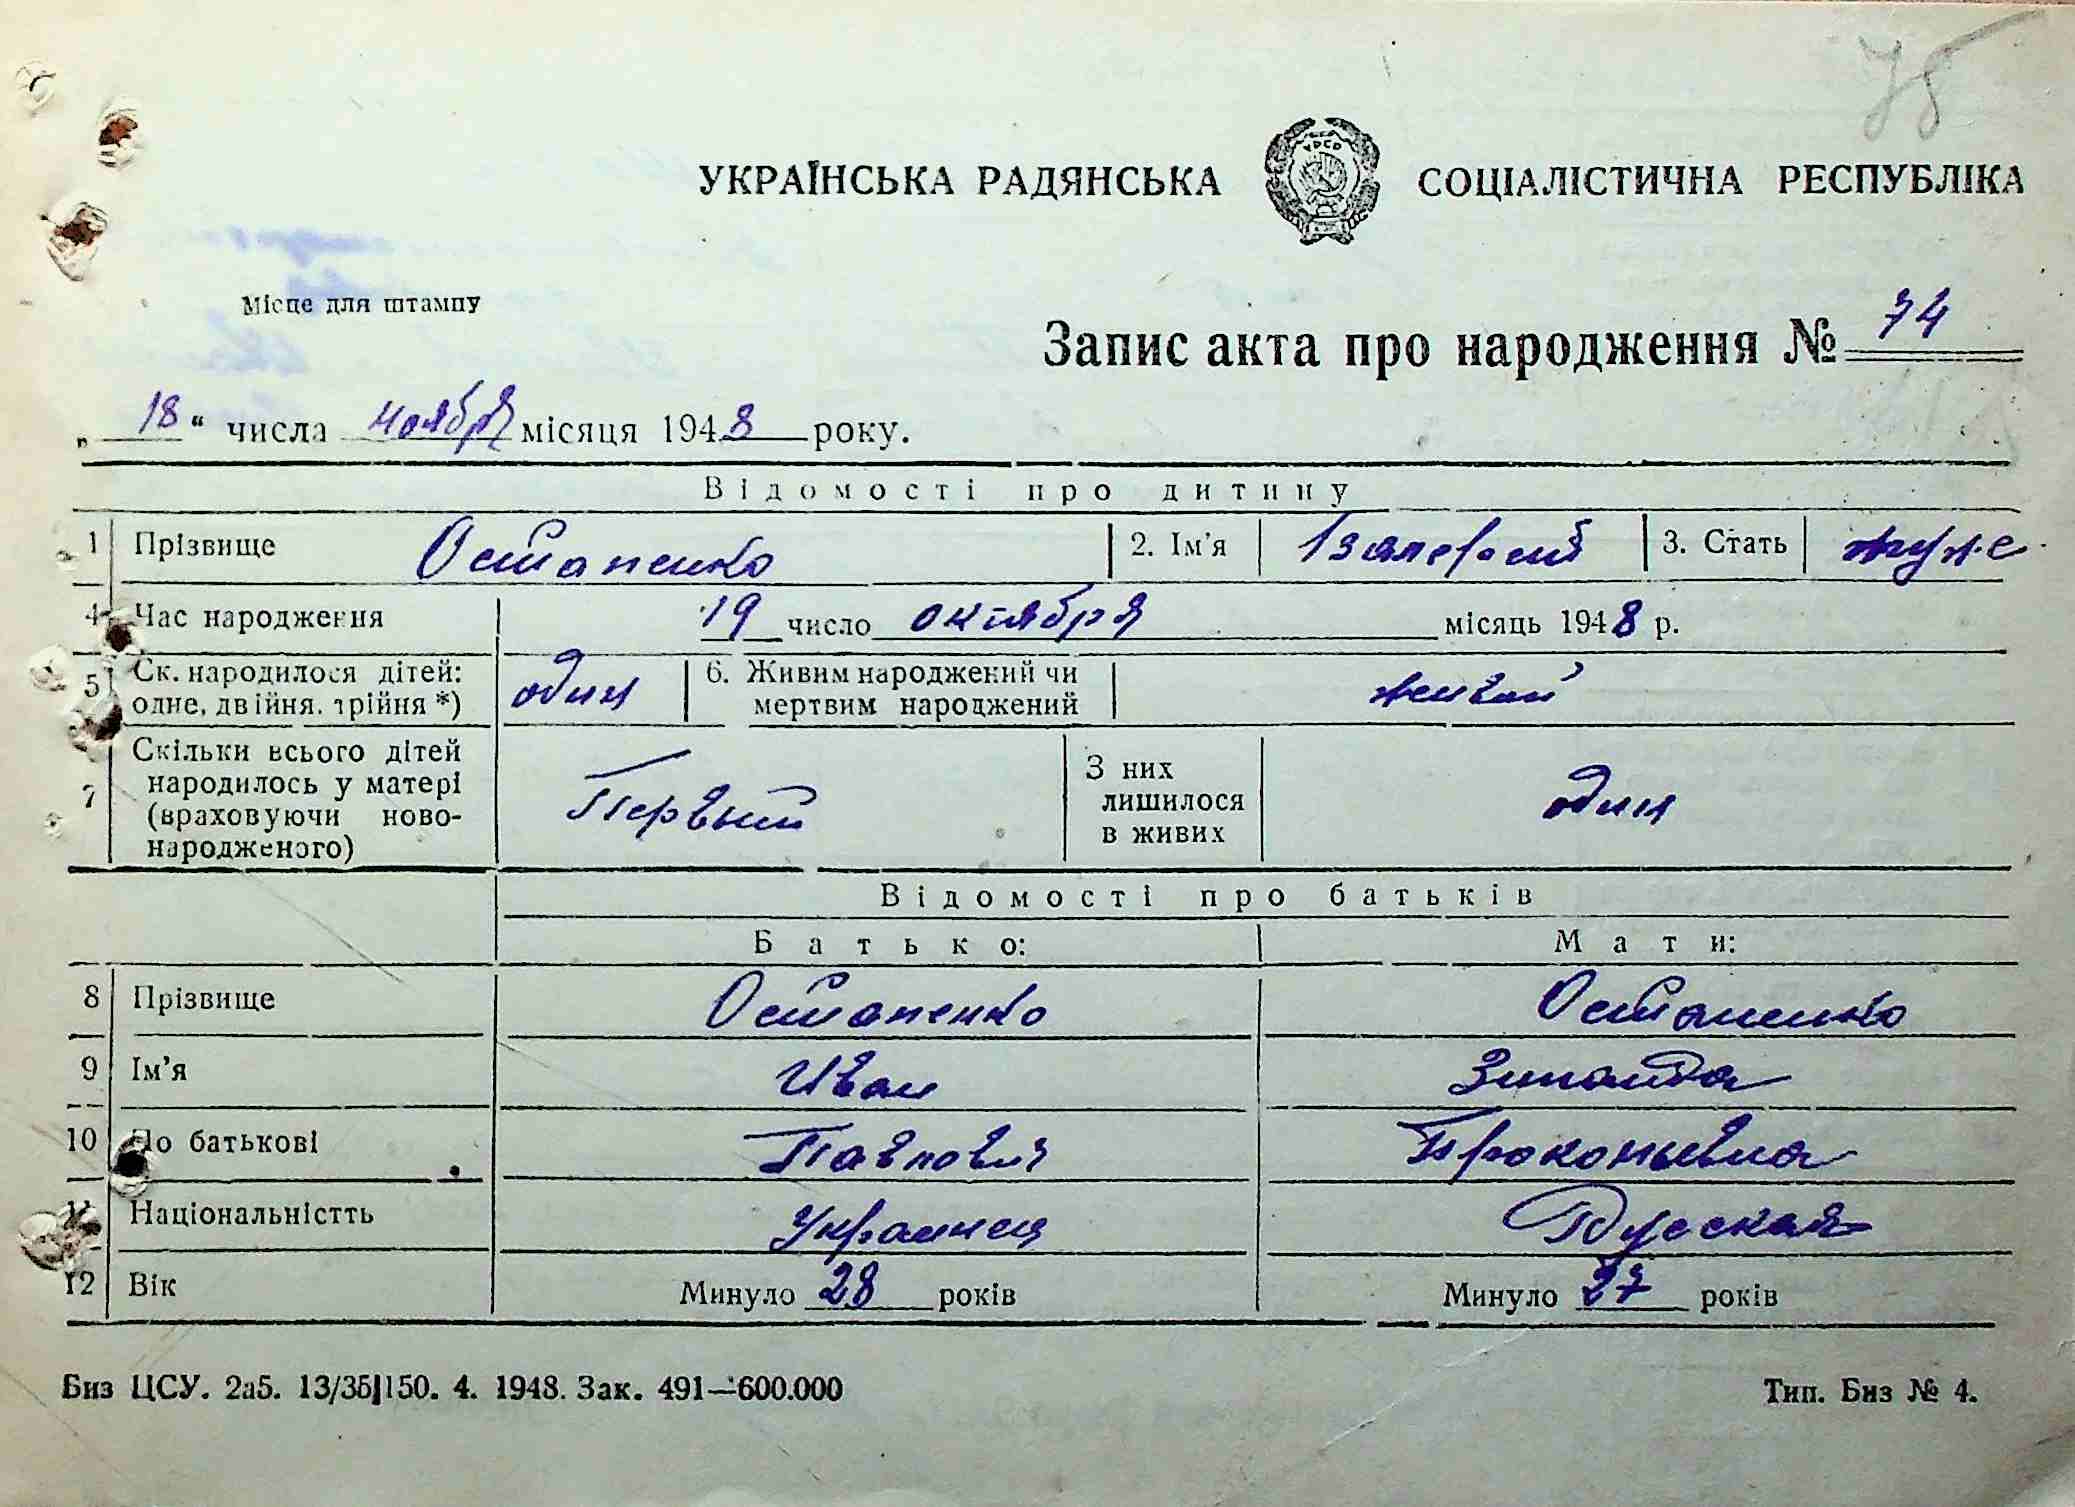 75
УКРАЇНСЬКА РАДЯНСЬКА СОЦІАЛІСТИЧНА РЕСПУБЛІКА
Місце для штампу
Запис акта про народження № 74
„ 18 “ числа ноября місяця 1948 року.
Відомості про дитину
1 Прізвище Остапенко 2. Ім'я Валерий 3. Стать муж.
4 Час народження 19 число октября місяць 1948 р.
5 Ск. народилося дітей: один 6. Живим народжений чи живой
одне, двійня, трійня *) мертвим народжений
7 Скільки всього дітей
народилось у матері
(враховуючи ново-
народженого)
Первый
З них
лишилося
в живих
один
Відомості про батьків
Батько: Мати:
8 Прізвище Остапенко Остапенко
9 Ім'я Иван Зинаида
10 По батькові Павлович Прокопьевна
11 Національністть Украинец Русская
12 Вік Минуло 28 років Минуло 27 років
Биз ЦСУ. 2а5. 13/3б|150. 4. 1948. Зак. 491—600.000 Тип. Биз № 4.